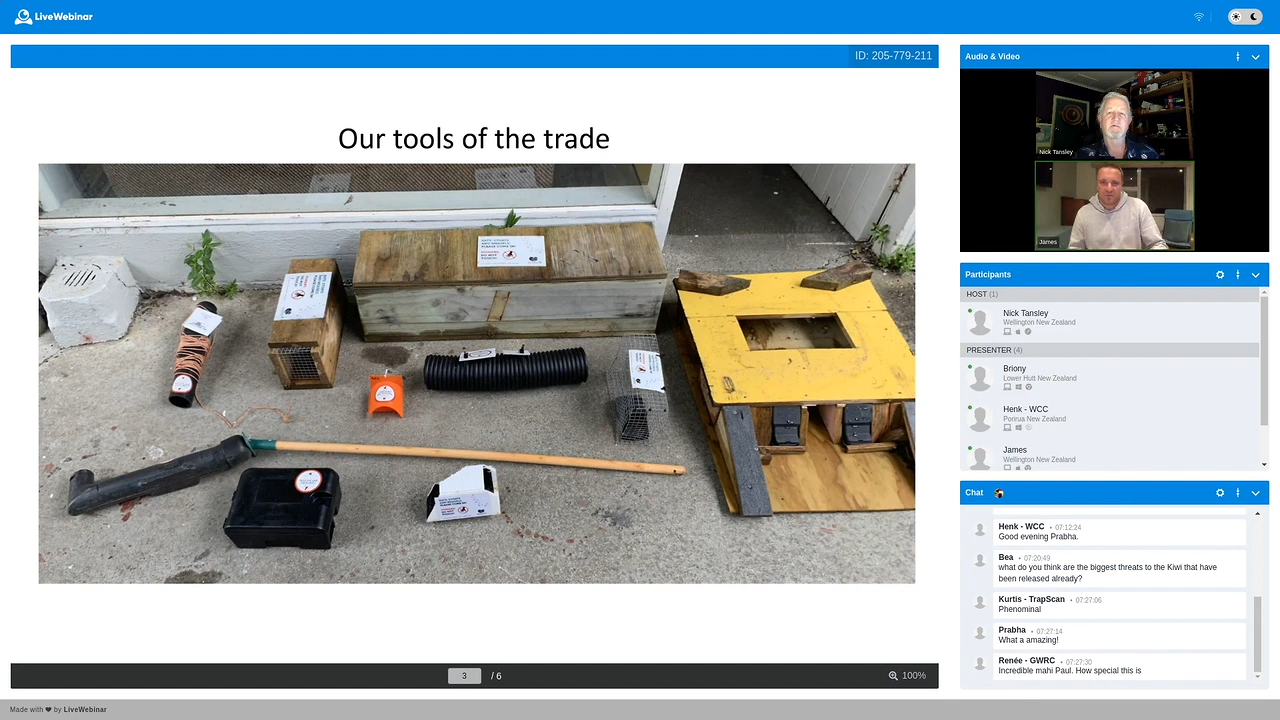 LiveWebinar
ID: 205-779-211
Our tools of the trade
3 / 6
100%
Made with ❤ by LiveWebinar
Audio & Video
Nick Tansley
James
Participants
HOST (1)
Nick Tansley
Wellington New Zealand
PRESENTER (4)
Briony
Lower Hutt New Zealand
Henk - WCC
Porirua New Zealand
James
Wellington New Zealand
Chat
Henk - WCC • 07:12:24
Good evening Prabha.
Bea • 07:20:49
what do you think are the biggest threats to the Kiwi that have
been released already?
Kurtis - TrapScan • 07:27:06
Phenominal
Prabha • 07:27:14
What a amazing!
Renée - GWRC • 07:27:30
Incredible mahi Paul. How special this is